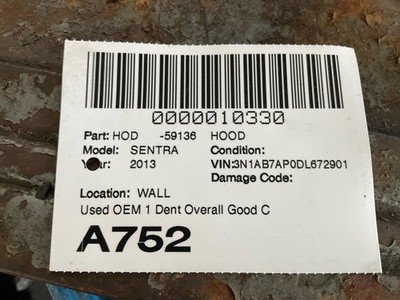 0000010330
Part: HOD -59136 HOOD
Model: SENTRA Condition:
Year: 2013 VIN:3N1AB7AP0DL672901
Damage Code:
Location: WALL
Used OEM 1 Dent Overall Good C
A752